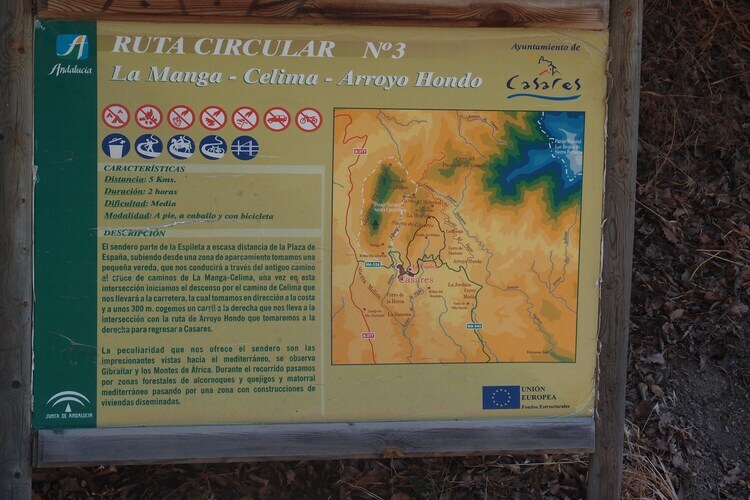 Andalucía
RUTA CIRCULAR Nº3
La Manga - Celima - Arroyo Hondo
Ayuntamiento de
Casares
CARACTERÍSTICAS
Distancia: 5 Kms.
Duración: 2 horas
Dificultad: Media
Modalidad: A pie, a caballo y con bicicleta
DESCRIPCIÓN
El sendero parte de la Espileta a escasa distancia de la Plaza de
España, subiendo desde una zona de aparcamiento tomamos una
pequeña vereda, que nos conducirá a través del antiguo camino
al cruce de caminos de La Manga-Celima, una vez en esta
intersección iniciamos el descenso por el camino de Celima que
nos llevará a la carretera, la cual tomamos en dirección a la costa
y a unos 300 m. cogemos un carril a la derecha que nos lleva a la
intersección con la ruta de Arroyo Hondo que tomaremos a la
derecha para regresar a Casares.
La peculiaridad que nos ofrece el sendero son las
impresionantes vistas hacia el mediterráneo, se observa
Gibraltar y los Montes de África. Durante el recorrido pasamos
por zonas forestales de alcornoques y quejigos y matorral
mediterráneo pasando por una zona con construcciones de
viviendas diseminadas.
JUNTA DE ANDALUCIA
A-377
Casares
Arroyo Hondo
A-377
UNIÓN
EUROPEA
Fondos Estructurales